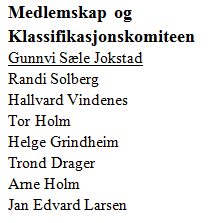 Medlemskap og
Klassifikasjonskomiteen
Gunnvi Sæle Jokstad
Randi Solberg
Hallvard Vindenes
Tor Holm
Helge Grindheim
Trond Drager
Arne Holm
Jan Edvard Larsen